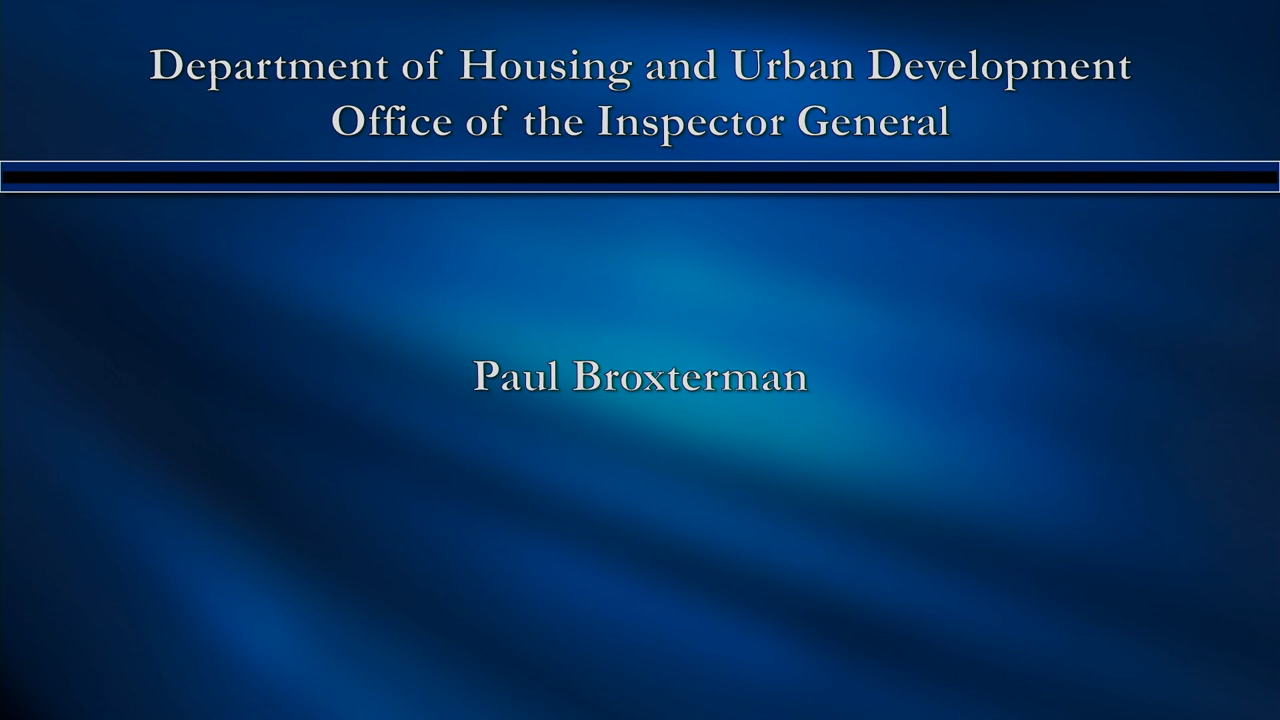 Department of Housing and Urban Development
Office of the Inspector General
Paul Broxterman